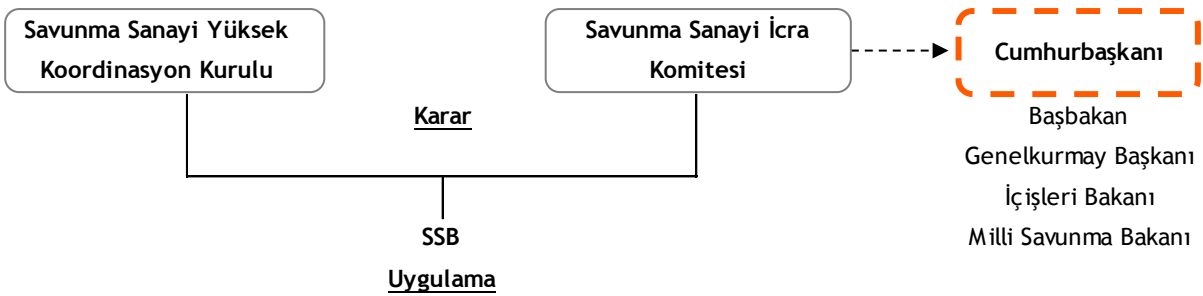 Savunma Sanayi Yüksek
Koordinasyon Kurulu
Savunma Sanayi İcra
Komitesi
Cumhurbaşkanı
Karar
Başbakan
Genelkurmay Başkanı
İçişleri Bakanı
Milli Savunma Bakanı
SSB
Uygulama